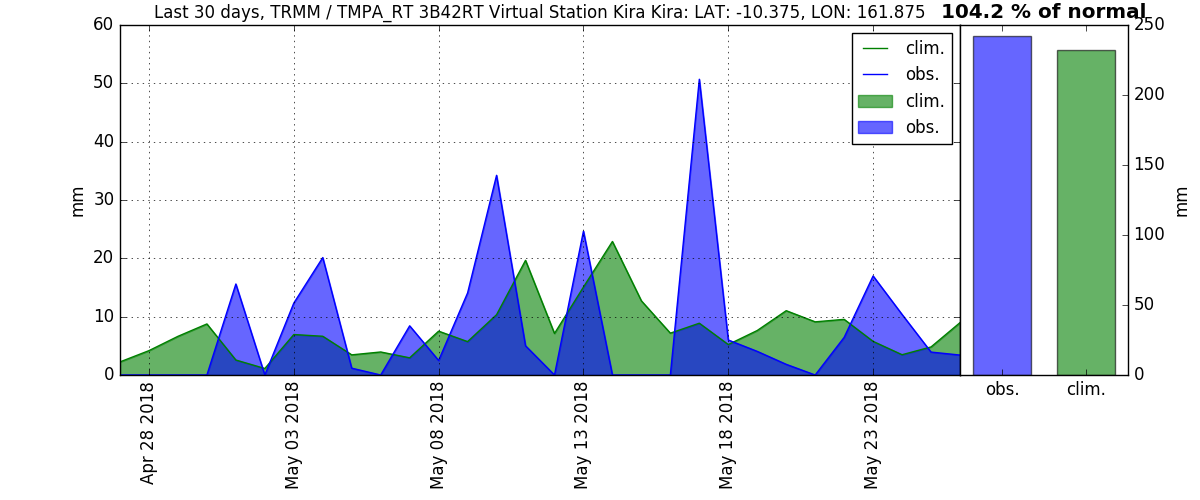 Last 30 days, TRMM / TMPA_RT 3B42RT Virtual Station Kira Kira: LAT: -10.375, LON: 161.875 104.2 % of normal
60
50
40
30
20
10
0
mm
clim.
obs.
clim.
obs.
Apr 28 2018
May 03 2018
May 08 2018
May 13 2018
May 18 2018
May 23 2018
250
200
150
100
50
0
mm
obs.
clim.